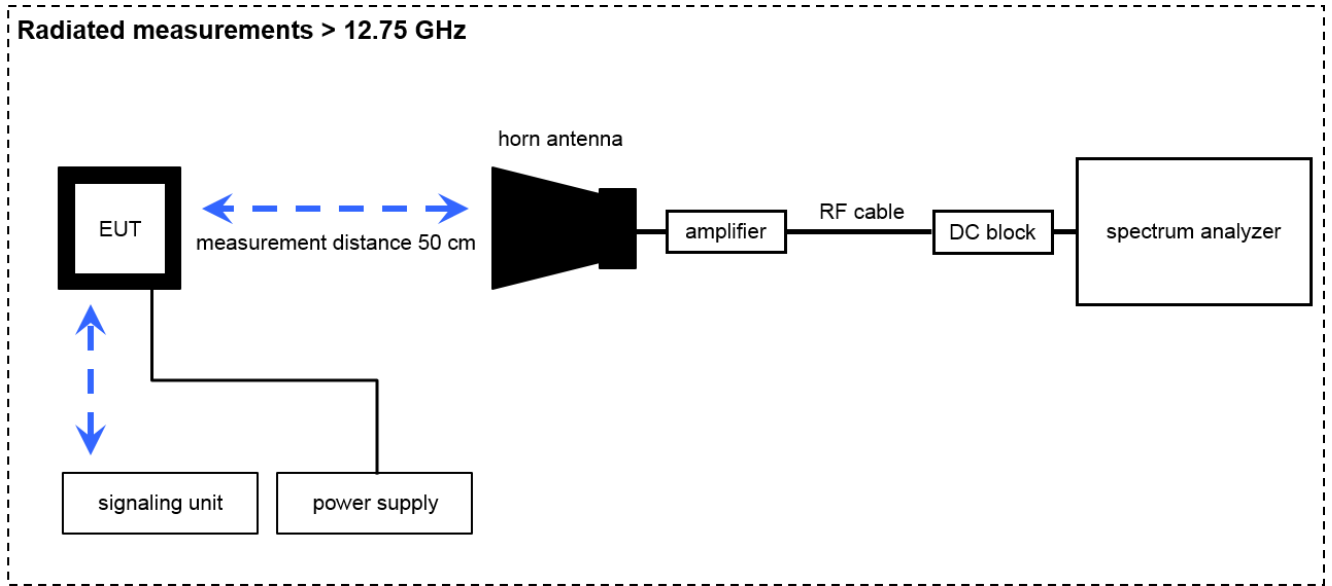 Radiated measurements > 12.75 GHz
horn antenna
EUT
measurement distance 50 cm
amplifier
RF cable
DC block
spectrum analyzer
signaling unit
power supply